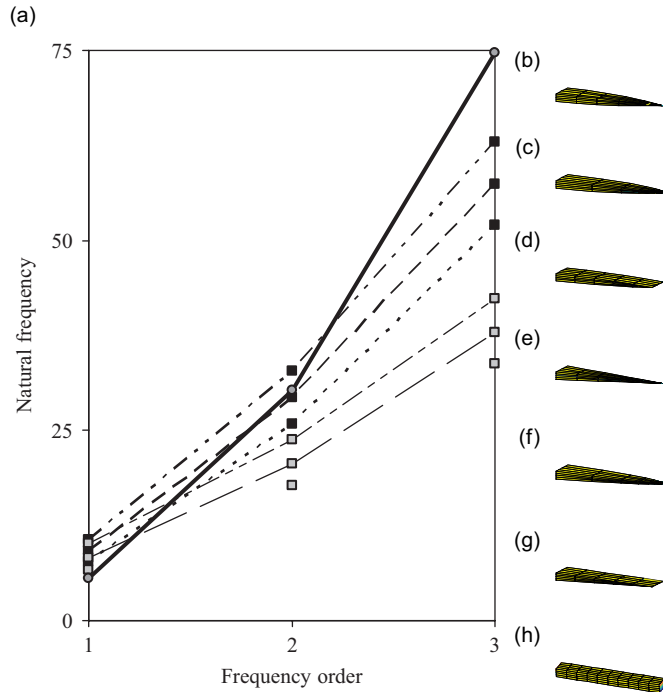 (a)
75
50
25
0
Natural frequency
1
2
3
Frequency order
(b)
(c)
(d)
(e)
(f)
(g)
(h)